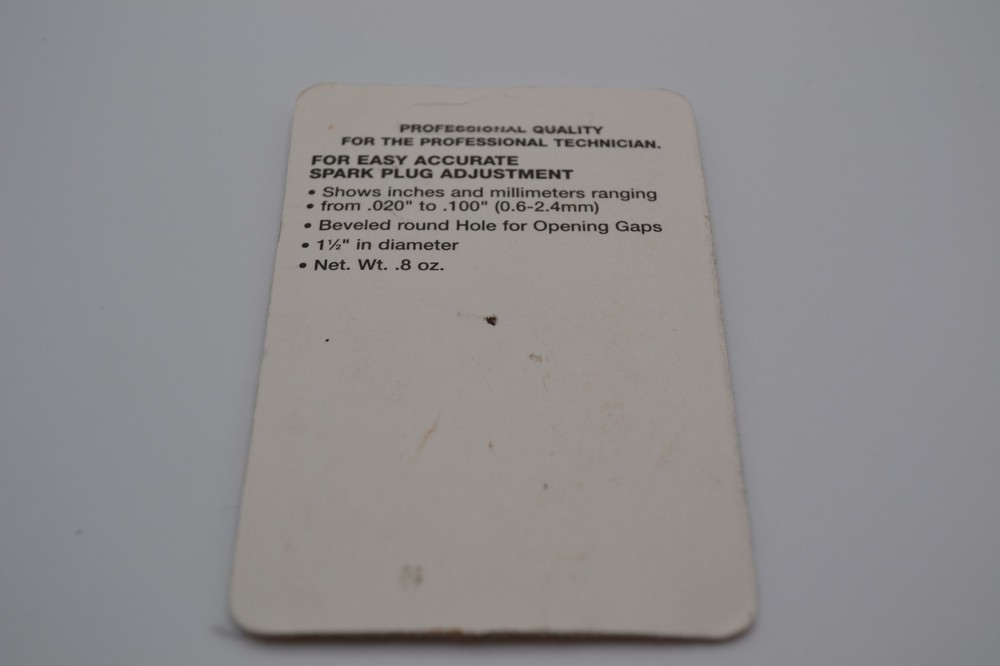 PROFESSIONAL QUALITY
FOR THE PROFESSIONAL TECHNICIAN.
FOR EASY ACCURATE
SPARK PLUG ADJUSTMENT
• Shows inches and millimeters ranging
• from .020" to .100" (0.6-2.4mm)
• Beveled round Hole for Opening Gaps
• 1½" in diameter
• Net. Wt. .8 oz.